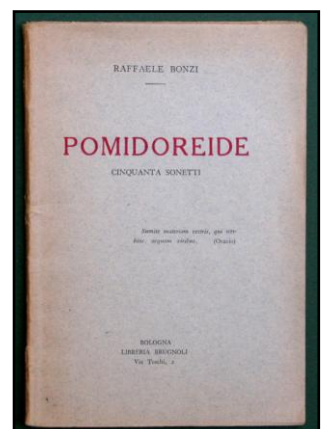 RAFFAELE BONZI
POMIDOREIDE
CINQUANTA SONETTI
Sumite materiam vestris, qui scri-
bitis, aequam viribus. (Orazio)
BOLOGNA
LIBRERIA BRUGNOLI
Via Toschi, 2